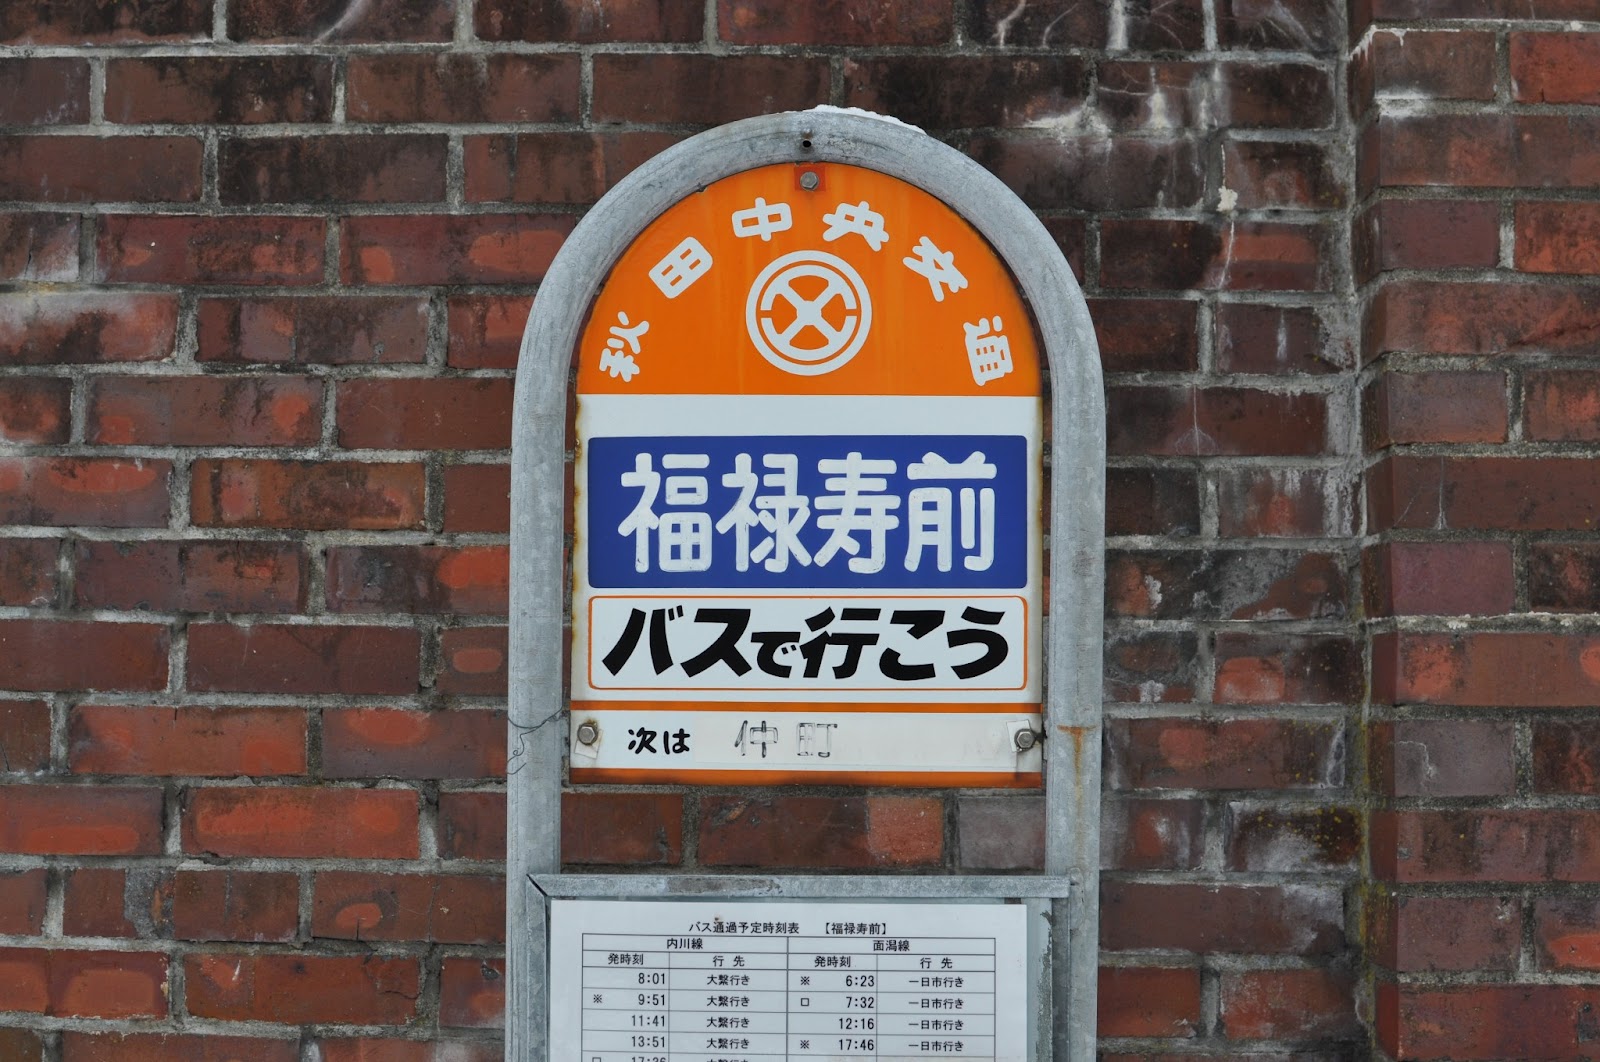 秋田中央交通
福禄寿前
バスで行こう
次は 仲町
バス通過予定時刻表 【福禄寿前】
内川線 面潟線
発時刻 行先 発時刻 行先
8:01 大繋行き ※ 6:23 一日市行き
※ 9:51 大繋行き □ 7:32 一日市行き
11:41 大繋行き 12:16 一日市行き
13:51 大繋行き ※ 17:46 一日市行き